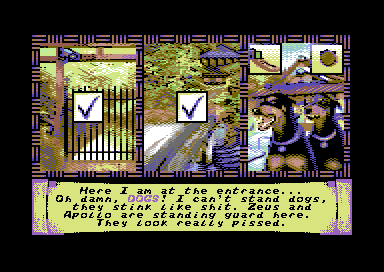 Here I am at the entrance...
Oh damn, DOGS! I can't stand dogs,
they stink like shit. Zeus and
Apollo are standing guard here.
They look really pissed.